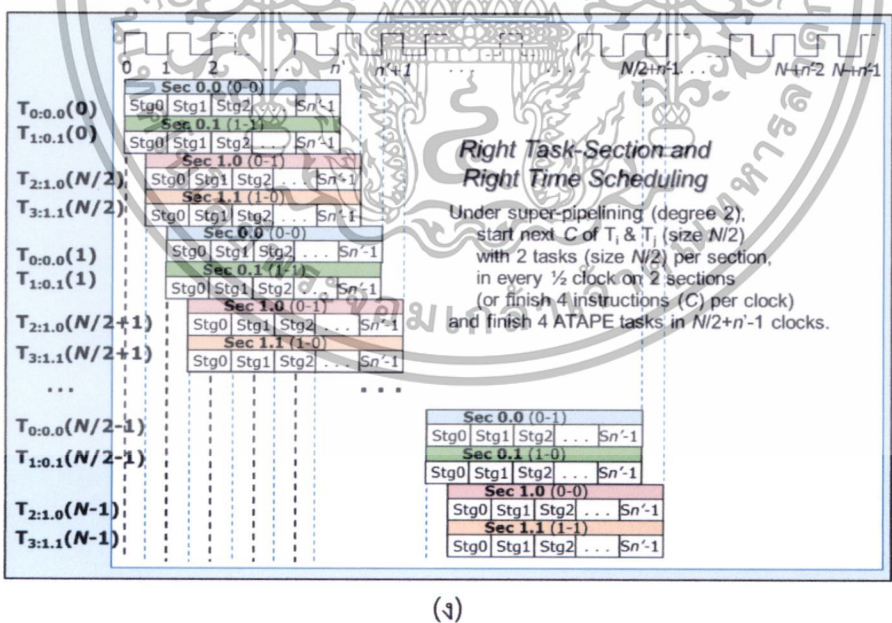 0 1 2 . . . . n' n'+1 . . . . . . . N/2+n'-1 . . . N+n'-2 N+n'-1
Sec 0.0 (0-0)
T0:0.0(0) Stg0 Stg1 Stg2 . . . Sn'-1
Sec 0.1 (1-1)
T1:0.1(0) Stg0 Stg1 Stg2 . . . Sn'-1
Sec 1.0 (0-1)
T2:1.0(N/2) Stg0 Stg1 Stg2 . . . Sn'-1
Sec 1.1 (1-0)
T3:1.1(N/2) Stg0 Stg1 Stg2 . . . Sn'-1
Sec 0.0 (0-0)
T0:0.0(1) Stg0 Stg1 Stg2 . . . Sn'-1
Sec 0.1 (1-1)
T1:0.1(1) Stg0 Stg1 Stg2 . . . Sn'-1
Sec 1.0 (0-1)
T2:1.0(N/2+1) Stg0 Stg1 Stg2 . . . Sn'-1
Sec 1.1 (1-0)
T3:1.1(N/2+1) Stg0 Stg1 Stg2 . . . Sn'-1
Right Task-Section and
Right Time Scheduling
Under super-pipelining (degree 2),
start next C of Ti & Tj (size N/2)
with 2 tasks (size N/2) per section,
in every ½ clock on 2 sections
(or finish 4 instructions (C) per clock)
and finish 4 ATAPE tasks in N/2+n'-1 clocks.
. . . . . .
Sec 0.0 (0-1)
T0:0.0(N/2-1) Stg0 Stg1 Stg2 . . . Sn'-1
Sec 0.1 (1-0)
T1:0.1(N/2-1) Stg0 Stg1 Stg2 . . . Sn'-1
Sec 1.0 (0-0)
T2:1.0(N-1) Stg0 Stg1 Stg2 . . . Sn'-1
Sec 1.1 (1-1)
T3:1.1(N-1) Stg0 Stg1 Stg2 . . . Sn'-1
(ง)